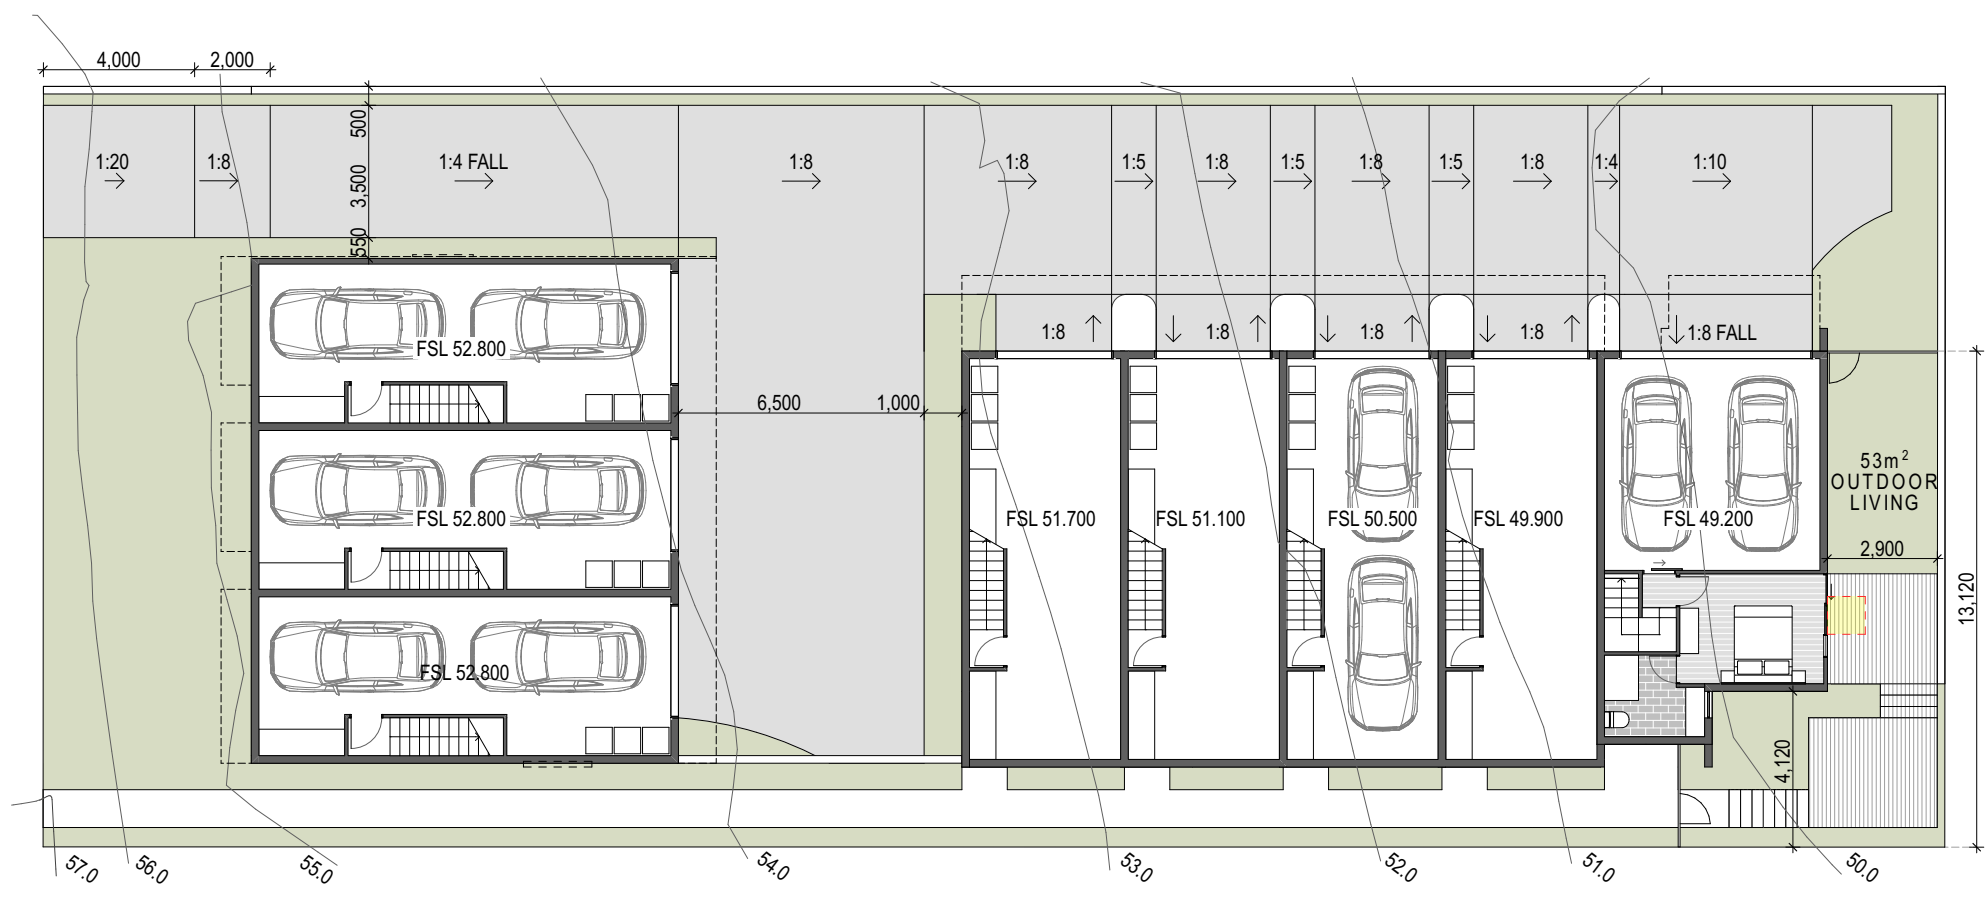 4,000
2,000
500
3,500
550
1:20
1:8
1:4 FALL
1:8
1:8
1:5
1:8
1:5
1:8
1:5
1:8
1:4
1:10
1:8
1:8
1:8
1:8
1:8 FALL
FSL 52.800
6,500
1,000
FSL 52.800
FSL 51.700
FSL 51.100
FSL 50.500
FSL 49.900
FSL 49.200
53m²
OUTDOOR
LIVING
2,900
13,120
FSL 52.800
4,120
57.0
56.0
55.0
54.0
53.0
52.0
51.0
50.0